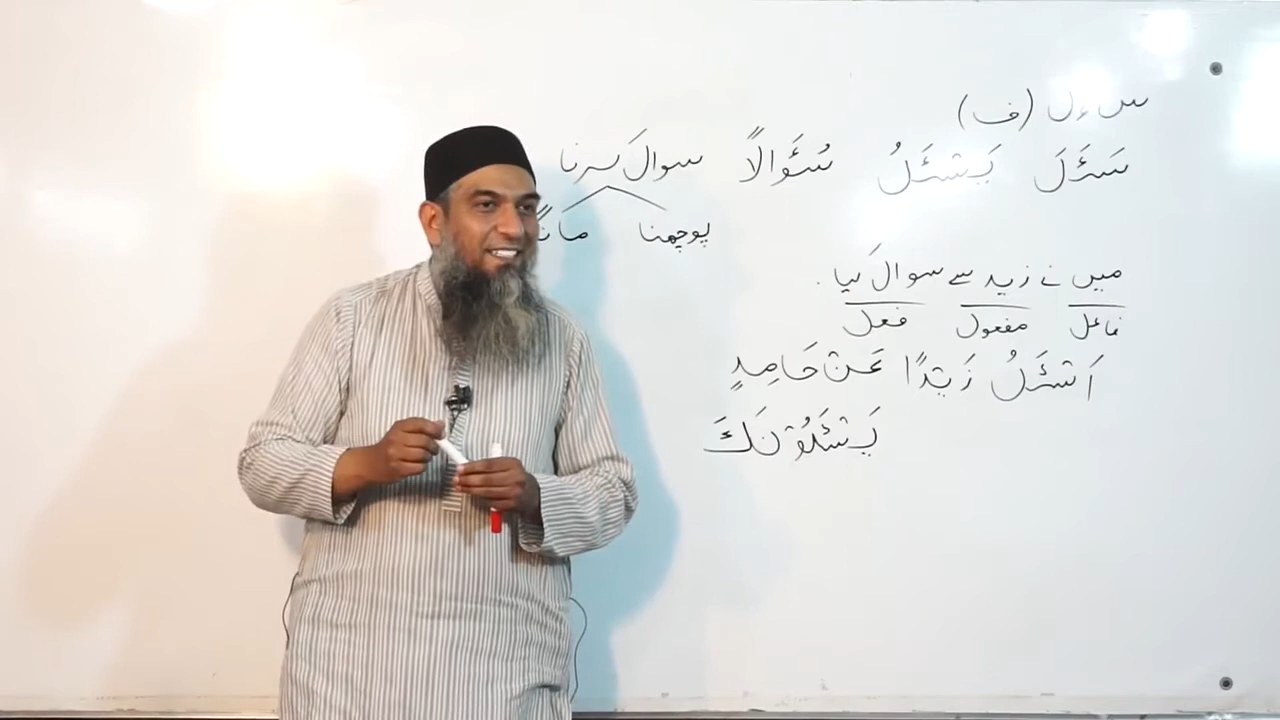 س ء ل (ف)
سَئَلَ يَسْئَلُ سُؤَالًا سوال کرنا
پوچھنا
میں نے زید سے سوال کیا .
فاعل مفعول فعل
اَسْئَلُ زَيْدًا عَنْ حَامِدٍ
يَسْئَلُوْنَكَ